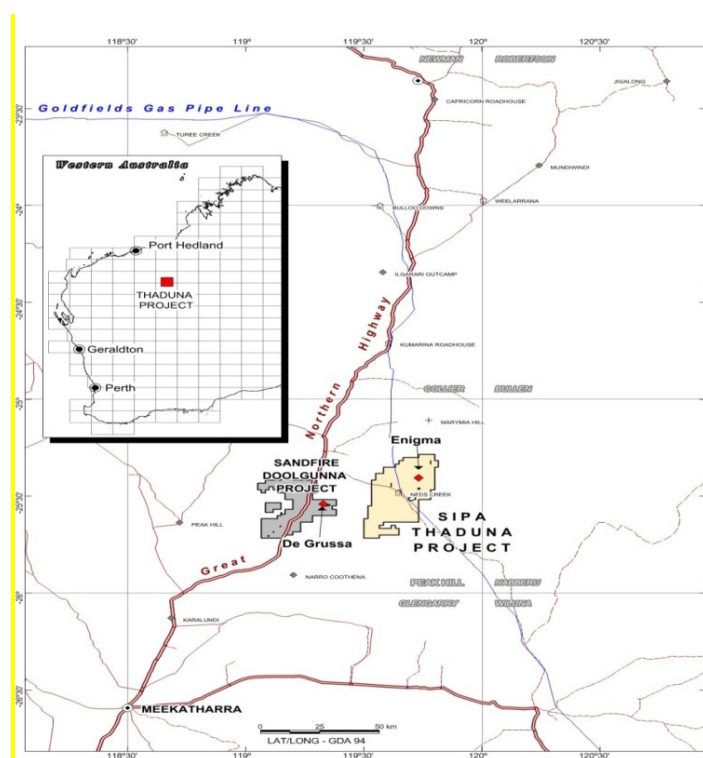 118°30'
119°
119°30'
120°
120°30'
NEWMAN
ROBERTSON
JIGALONG
CAPRICORN ROADHOUSE
-23°30'
Goldfields Gas Pipe Line
TUREE CREEK
MUNDIWINDI
Western Australia
-24°
BULLOO DOWNS
WEELARRANA
Port Hedland
ILGARARI OUTCAMP
THADUNA
PROJECT
-24°30'
Highway
Geraldton
KUMARINA ROADHOUSE
Perth
COLLIER
BULLEN
-25°
Northern
MARYMIA HILL
Enigma
SANDFIRE
DOOLGUNNA
PROJECT
-25°30'
NEDS CREEK
PEAK HILL
SIPA
THADUNA
PROJECT
De Grussa
Great
NARRO COOTHENA
PEAK HILL
NABBERU
-26°
GLENGARRY
WILUNA
KARALUNDI
-26°30'
MEEKATHARRA
0 25 50 km
LAT/LONG - GDA 94
118°30'
119°
119°30'
120°
120°30'